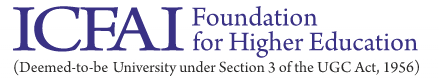 ICFAI Foundation
for Higher Education
(Deemed-to-be University under Section 3 of the UGC Act, 1956)